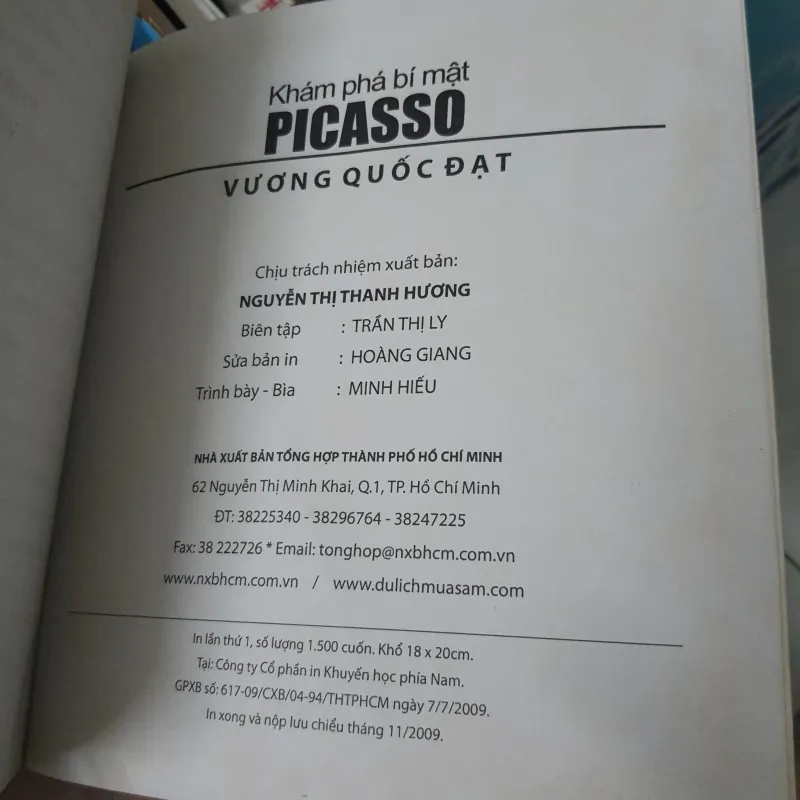 Khám phá bí mật
PICASSO
VƯƠNG QUỐC ĐẠT
Chịu trách nhiệm xuất bản:
NGUYỄN THỊ THANH HƯƠNG
Biên tập : TRẦN THỊ LY
Sửa bản in : HOÀNG GIANG
Trình bày - Bìa : MINH HIẾU
NHÀ XUẤT BẢN TỔNG HỢP THÀNH PHỐ HỒ CHÍ MINH
62 Nguyễn Thị Minh Khai, Q.1, TP. Hồ Chí Minh
ĐT: 38225340 - 38296764 - 38247225
Fax: 38 222726 * Email: tonghop@nxbhcm.com.vn
www.nxbhcm.com.vn / www.dulichmuasam.com
In lần thứ 1, số lượng 1.500 cuốn. Khổ 18 x 20cm.
Tại: Công ty Cổ phần in Khuyến học phía Nam.
GPXB số: 617-09/CXB/04-94/THTPHCM ngày 7/7/2009.
In xong và nộp lưu chiểu tháng 11/2009.